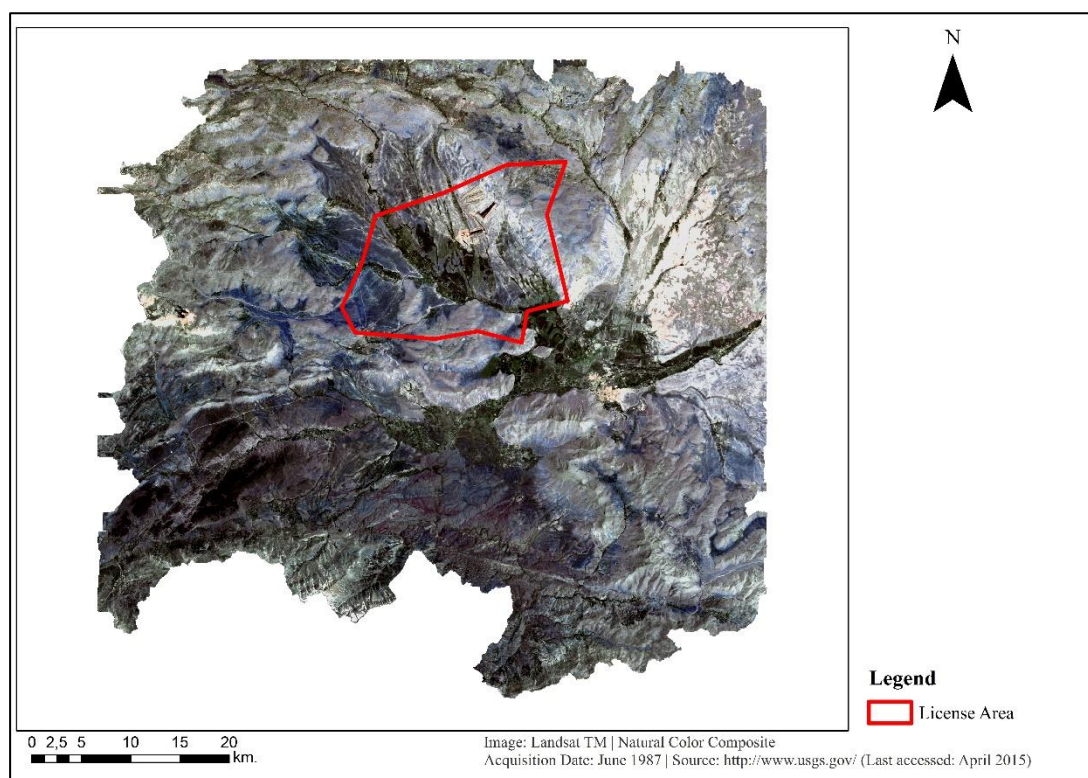 N
Legend
License Area
0 2,5 5 10 15 20
km.
Image: Landsat TM | Natural Color Composite
Acquisition Date: June 1987 | Source: http://www.usgs.gov/ (Last accessed: April 2015)